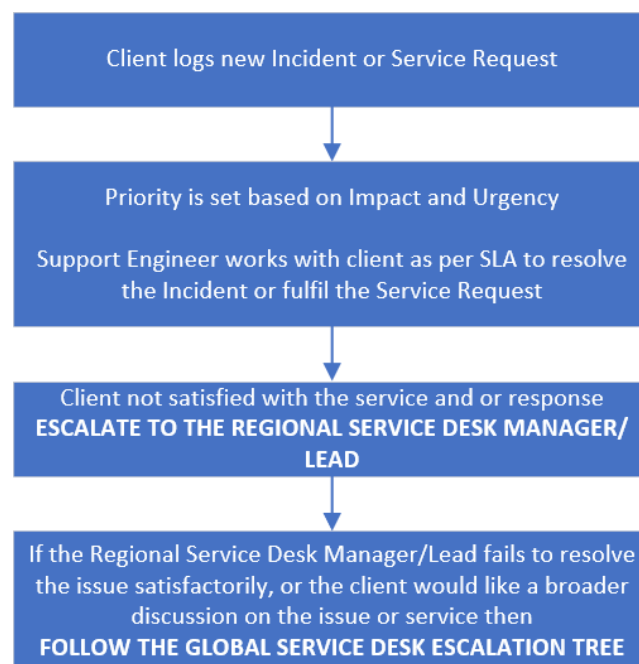 Client logs new Incident or Service Request
Priority is set based on Impact and Urgency
Support Engineer works with client as per SLA to resolve
the Incident or fulfil the Service Request
Client not satisfied with the service and or response
ESCALATE TO THE REGIONAL SERVICE DESK MANAGER/
LEAD
If the Regional Service Desk Manager/Lead fails to resolve
the issue satisfactorily, or the client would like a broader
discussion on the issue or service then
FOLLOW THE GLOBAL SERVICE DESK ESCALATION TREE